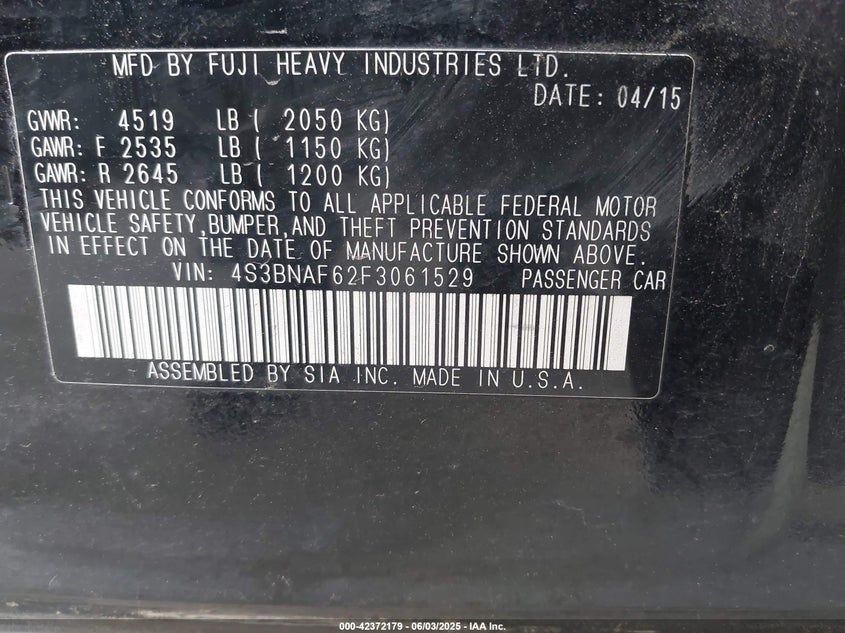 MFD BY FUJI HEAVY INDUSTRIES LTD.
DATE: 04/15
GVWR: 4519 LB ( 2050 KG)
GAWR: F 2535 LB ( 1150 KG)
GAWR: R 2645 LB ( 1200 KG)
THIS VEHICLE CONFORMS TO ALL APPLICABLE FEDERAL MOTOR
VEHICLE SAFETY,BUMPER,AND THEFT PREVENTION STANDARDS
IN EFFECT ON THE DATE OF MANUFACTURE SHOWN ABOVE.
VIN: 4S3BNAF62F3061529 PASSENGER CAR
ASSEMBLED BY SIA INC. MADE IN U.S.A.
000-42372179 - 06/03/2025 - IAA Inc.